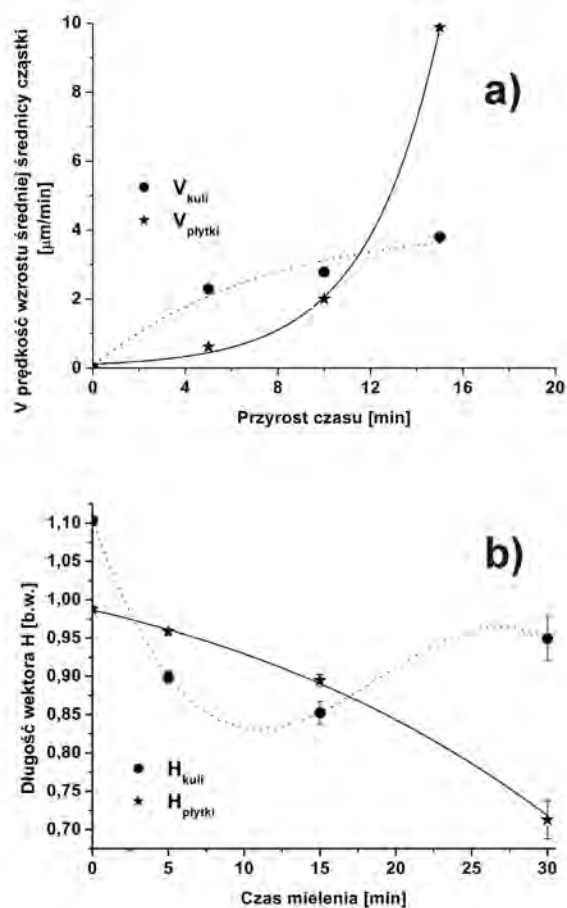 V prędkość wzrostu średniej średnicy cząstki
[μm/min]
10
8
6
4
2
0
a)
V kuli
V płytki
0 4 8 12 16 20
Przyrost czasu [min]
Długość wektora H [b.w.]
1,10
1,05
1,00
0,95
0,90
0,85
0,80
0,75
0,70
b)
H kuli
H płytki
0 5 10 15 20 25 30
Czas mielenia [min]